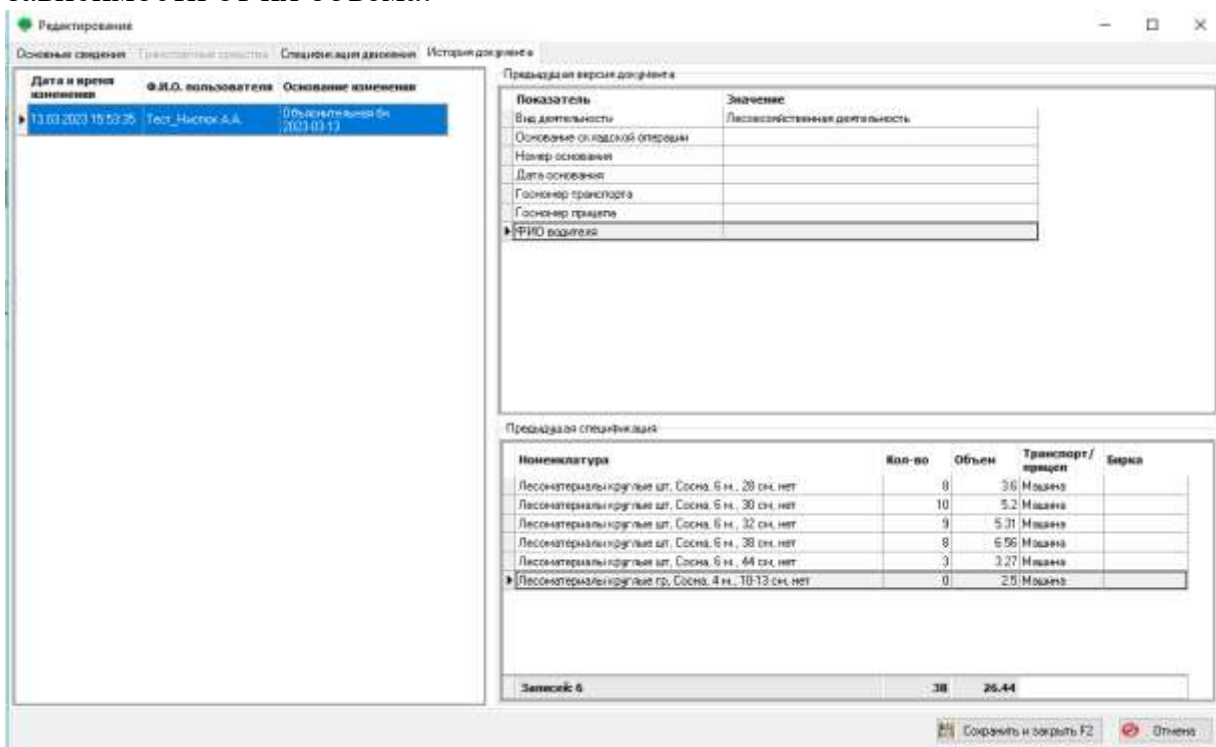 Редактирование
Основные сведения Транспортные средства Спецификация движения История документа
Дата и время изменения Ф.И.О. пользователя Основание изменения
13.03.2023 15:53:35 Тест_Нистюк А.А. Объяснительная бн 2023-03-13
Предыдущая версия документа
Показатель Значение
Вид деятельности Лесохозяйственная деятельность
Основание складской операции
Номер основания
Дата основания
Госномер транспорта
Госномер прицепа
ФИО водителя
Предыдущая спецификация
Номенклатура Кол-во Объем Транспорт/прицеп Бирка
Лесоматериалы круглые шт, Сосна, 6 м., 28 см, нет 8 3.6 Машина
Лесоматериалы круглые шт, Сосна, 6 м., 30 см, нет 10 5.2 Машина
Лесоматериалы круглые шт, Сосна, 6 м., 32 см, нет 9 5.31 Машина
Лесоматериалы круглые шт, Сосна, 6 м., 38 см, нет 8 6.56 Машина
Лесоматериалы круглые шт, Сосна, 6 м., 44 см, нет 3 3.27 Машина
Лесоматериалы круглые гр, Сосна, 4 м., 10-13 см, нет 0 2.5 Машина
Записей: 6 38 26.44
Сохранить и закрыть F2 Отмена